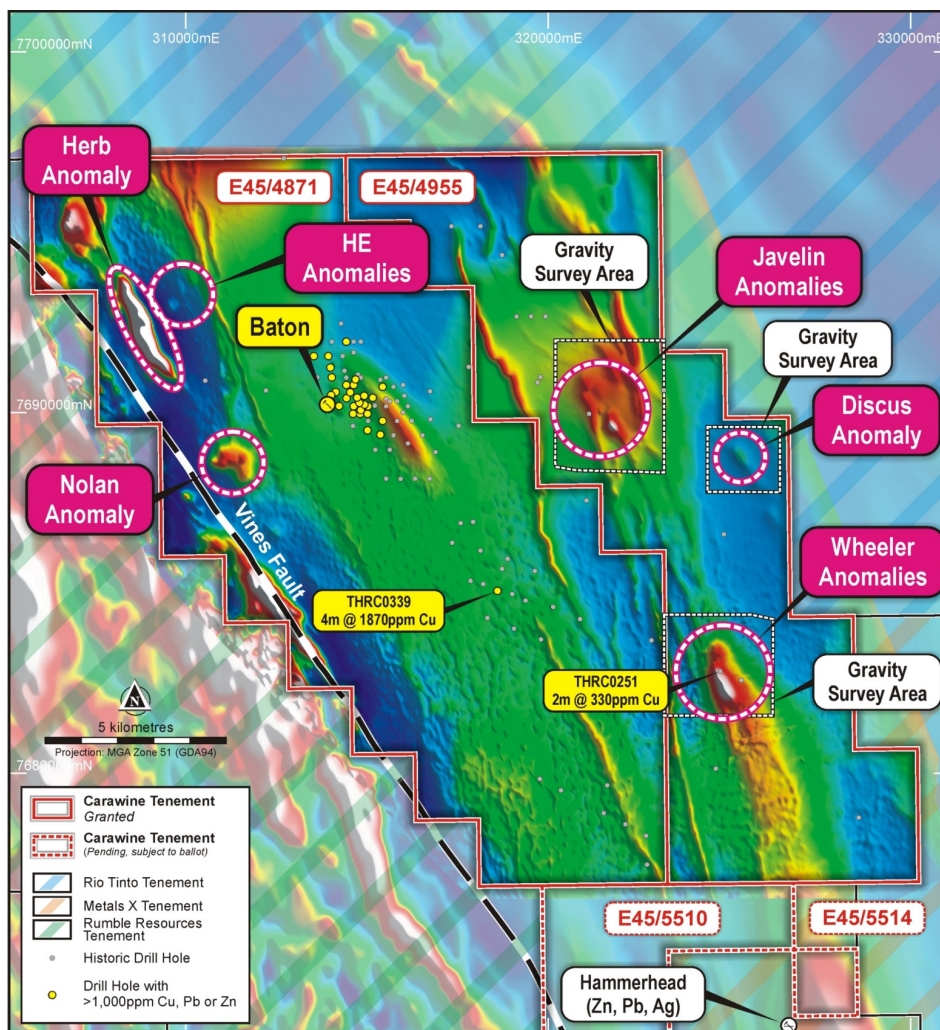 7700000mN
310000mE
320000mE
330000mE
Herb
Anomaly
E45/4871
E45/4955
HE
Anomalies
Gravity
Survey Area
Javelin
Anomalies
Baton
Gravity
Survey Area
7690000mN
Discus
Anomaly
Nolan
Anomaly
Vines Fault
Wheeler
Anomalies
THRC0339
4m @ 1870ppm Cu
THRC0251
2m @ 330ppm Cu
Gravity
Survey Area
N
5 kilometres
Projection: MGA Zone 51 (GDA94)
7680000mN
Carawine Tenement
Granted
Carawine Tenement
(Pending, subject to ballot)
Rio Tinto Tenement
Metals X Tenement
Rumble Resources
Tenement
Historic Drill Hole
Drill Hole with
>1,000ppm Cu, Pb or Zn
E45/5510
E45/5514
Hammerhead
(Zn, Pb, Ag)